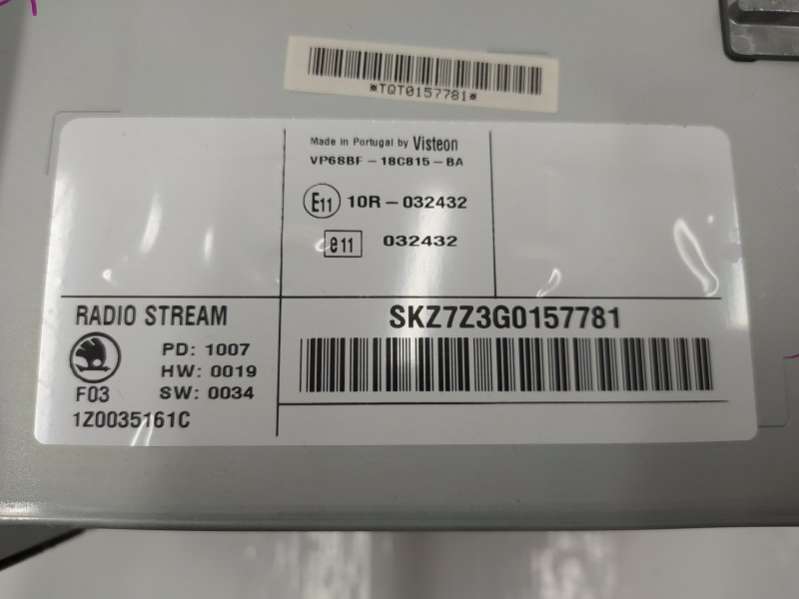 *TQT0157781*
Made in Portugal by Visteon
VP6SBF-18C815-BA
E11 10R-032432
e11 032432
RADIO STREAM
SKZ7Z3G0157781
PD: 1007
HW: 0019
F03 SW: 0034
1Z0035161C